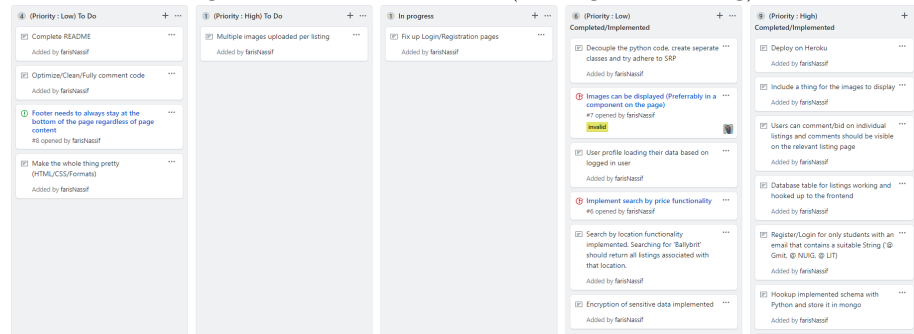 4 (Priority : Low) To Do
Complete README
Added by farisNassif
Optimize/Clean/Fully comment code
Added by farisNassif
Footer needs to always stay at the
bottom of the page regardless of page
content
#8 opened by farisNassif
Make the whole thing pretty
(HTML/CSS/Formats)
Added by farisNassif
1 (Priority : High) To Do
Multiple images uploaded per listing
Added by farisNassif
1 In progress
Fix up Login/Registration pages
Added by farisNassif
6 (Priority : Low)
Completed/Implemented
Decouple the python code, create seperate
classes and try adhere to SRP
Added by farisNassif
Images can be displayed (Preferrably in a
component on the page)
#7 opened by farisNassif
invalid
User profile loading their data based on
logged in user
Added by farisNassif
Implement search by price functionality
#6 opened by farisNassif
Search by location functionality
implemented. Searching for 'Ballybrit'
should return all listings associated with
that location.
Added by farisNassif
Encryption of sensitive data implemented
Added by farisNassif
9 (Priority : High)
Completed/Implemented
Deploy on Heroku
Added by farisNassif
Include a thing for the images to display
Added by farisNassif
Users can comment/bid on individual
listings and comments should be visible
on the relevant listing page
Added by farisNassif
Database table for listings working and
hooked up to the frontend
Added by farisNassif
Register/Login for only students with an
email that contains a suitable String ('@
Gmit, @ NUIG, @ LIT)
Added by farisNassif
Hookup implemented schema with
Python and store it in mongo
Added by farisNassif